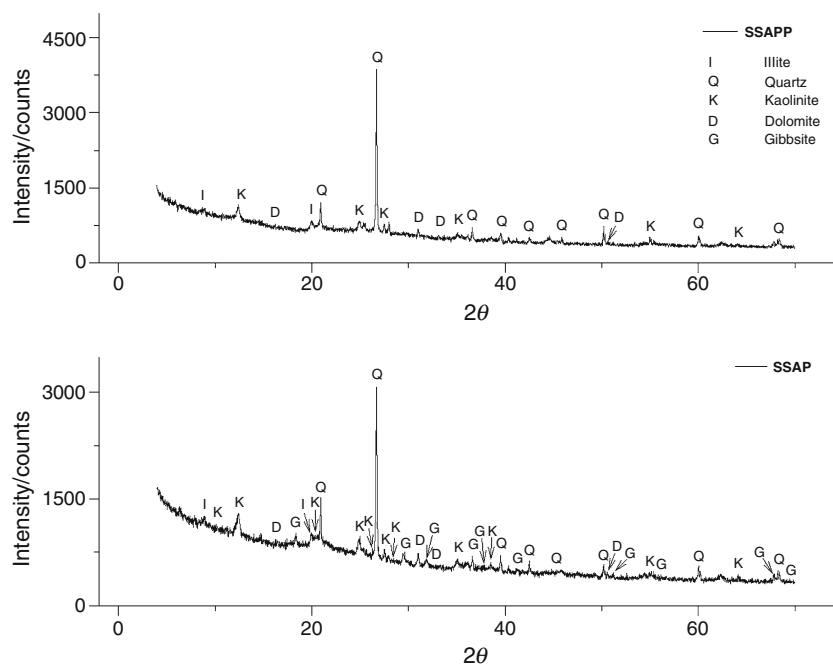 4500
3000
1500
0
Intensity/counts
SSAPP
I Illite
Q Quartz
K Kaolinite
D Dolomite
G Gibbsite
Q
I K D I Q K K D D K Q Q Q Q Q D K Q K Q
0 20 40 60
2θ
SSAP
3000
1500
0
Intensity/counts
Q
I K K D G I K Q K K K G D G D K G G K Q G Q Q Q D G K G Q K G Q G
0 20 40 60
2θ